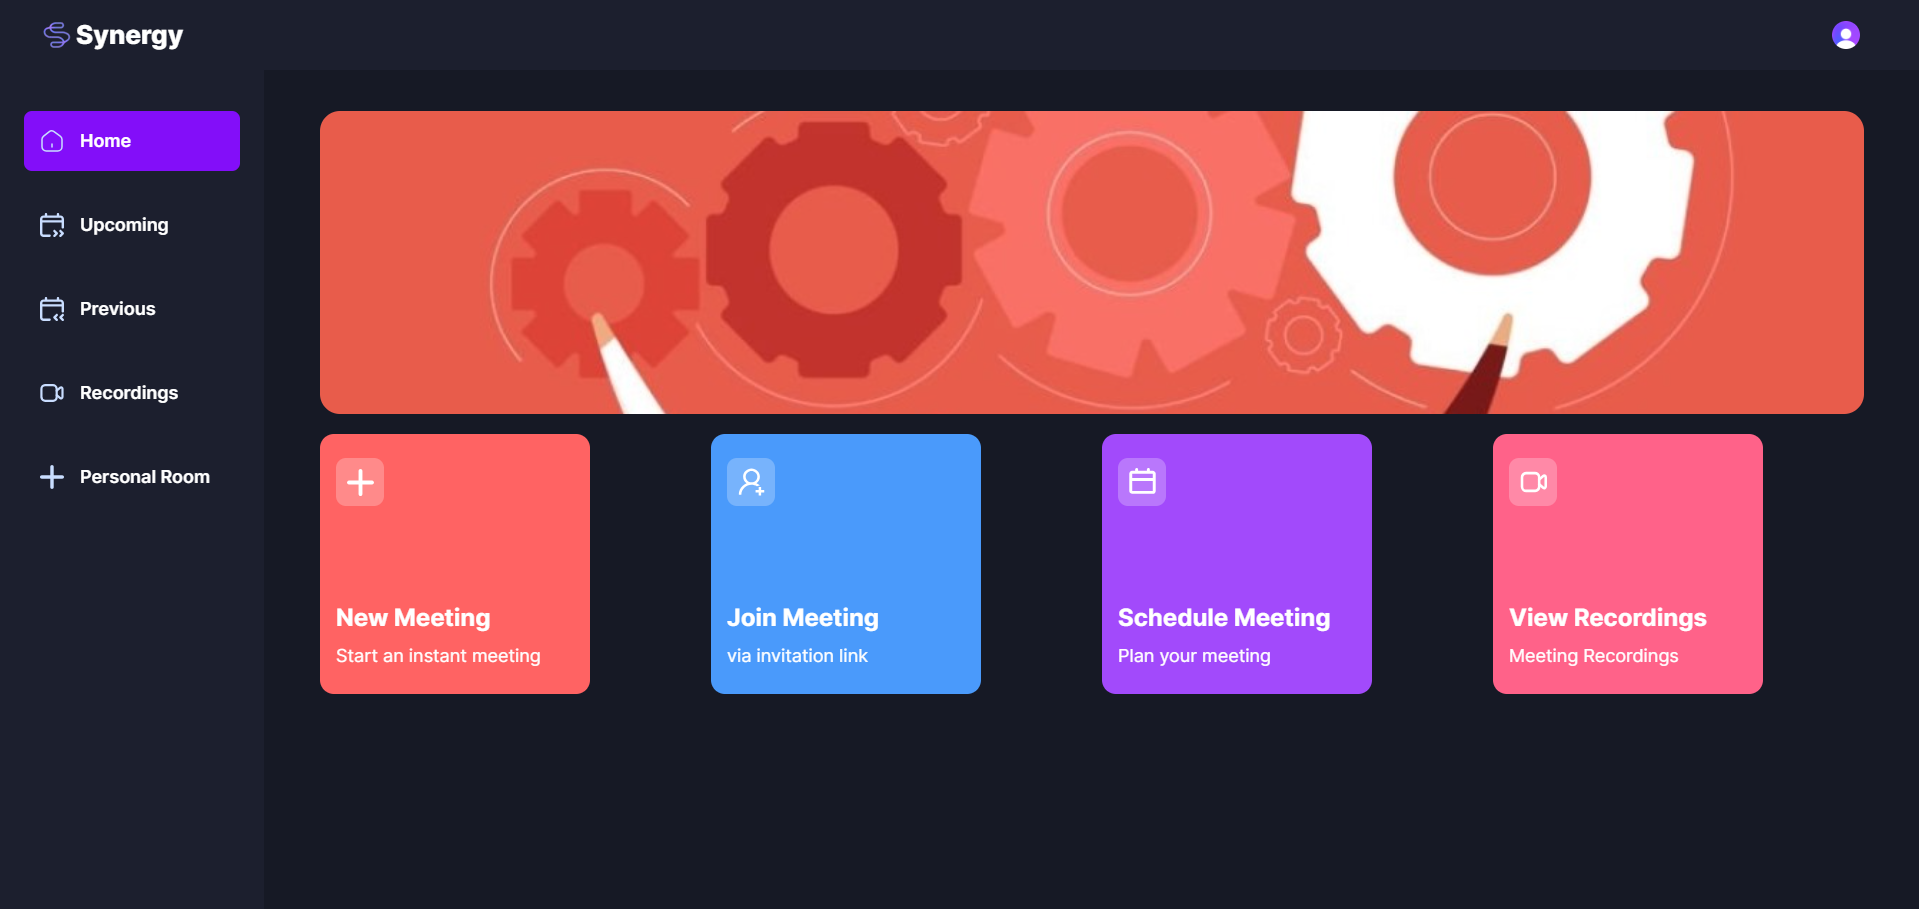 Synergy
Home
Upcoming
Previous
Recordings
Personal Room
New Meeting
Start an instant meeting
Join Meeting
via invitation link
Schedule Meeting
Plan your meeting
View Recordings
Meeting Recordings